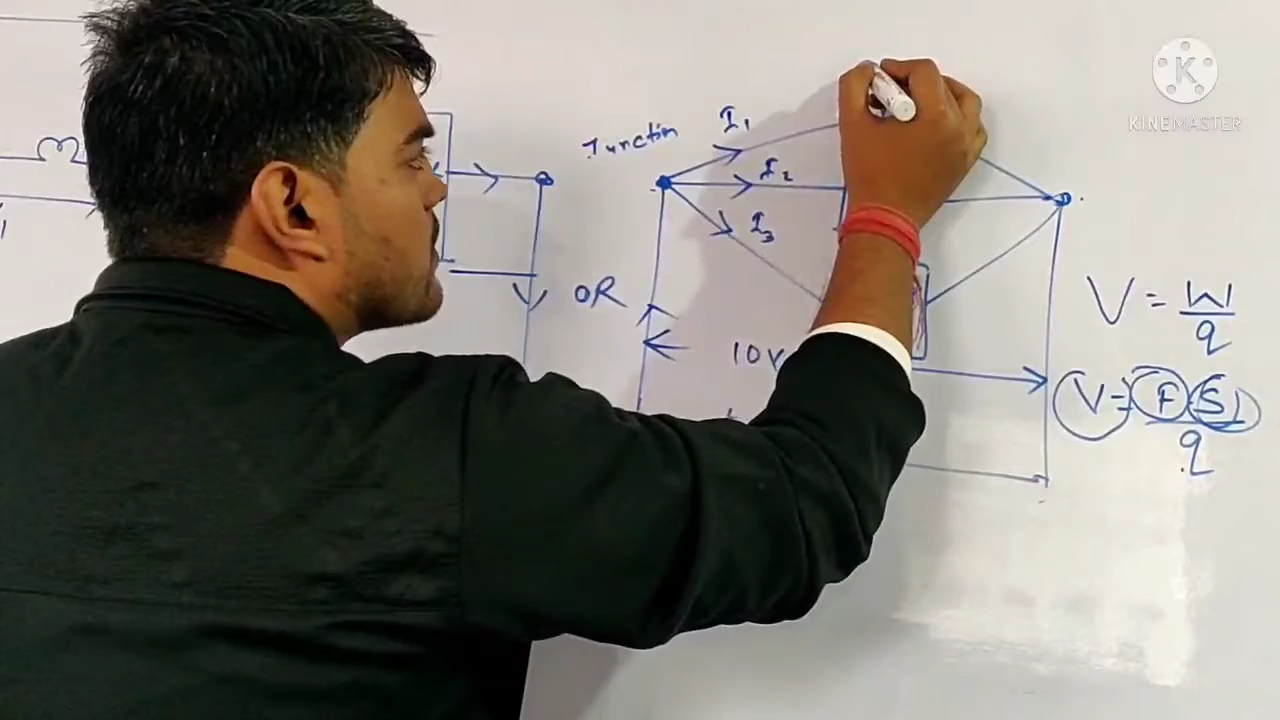 Junction
I1
I2
I3
OR
10V
V = W/q
V = F S/q
KINEMASTER